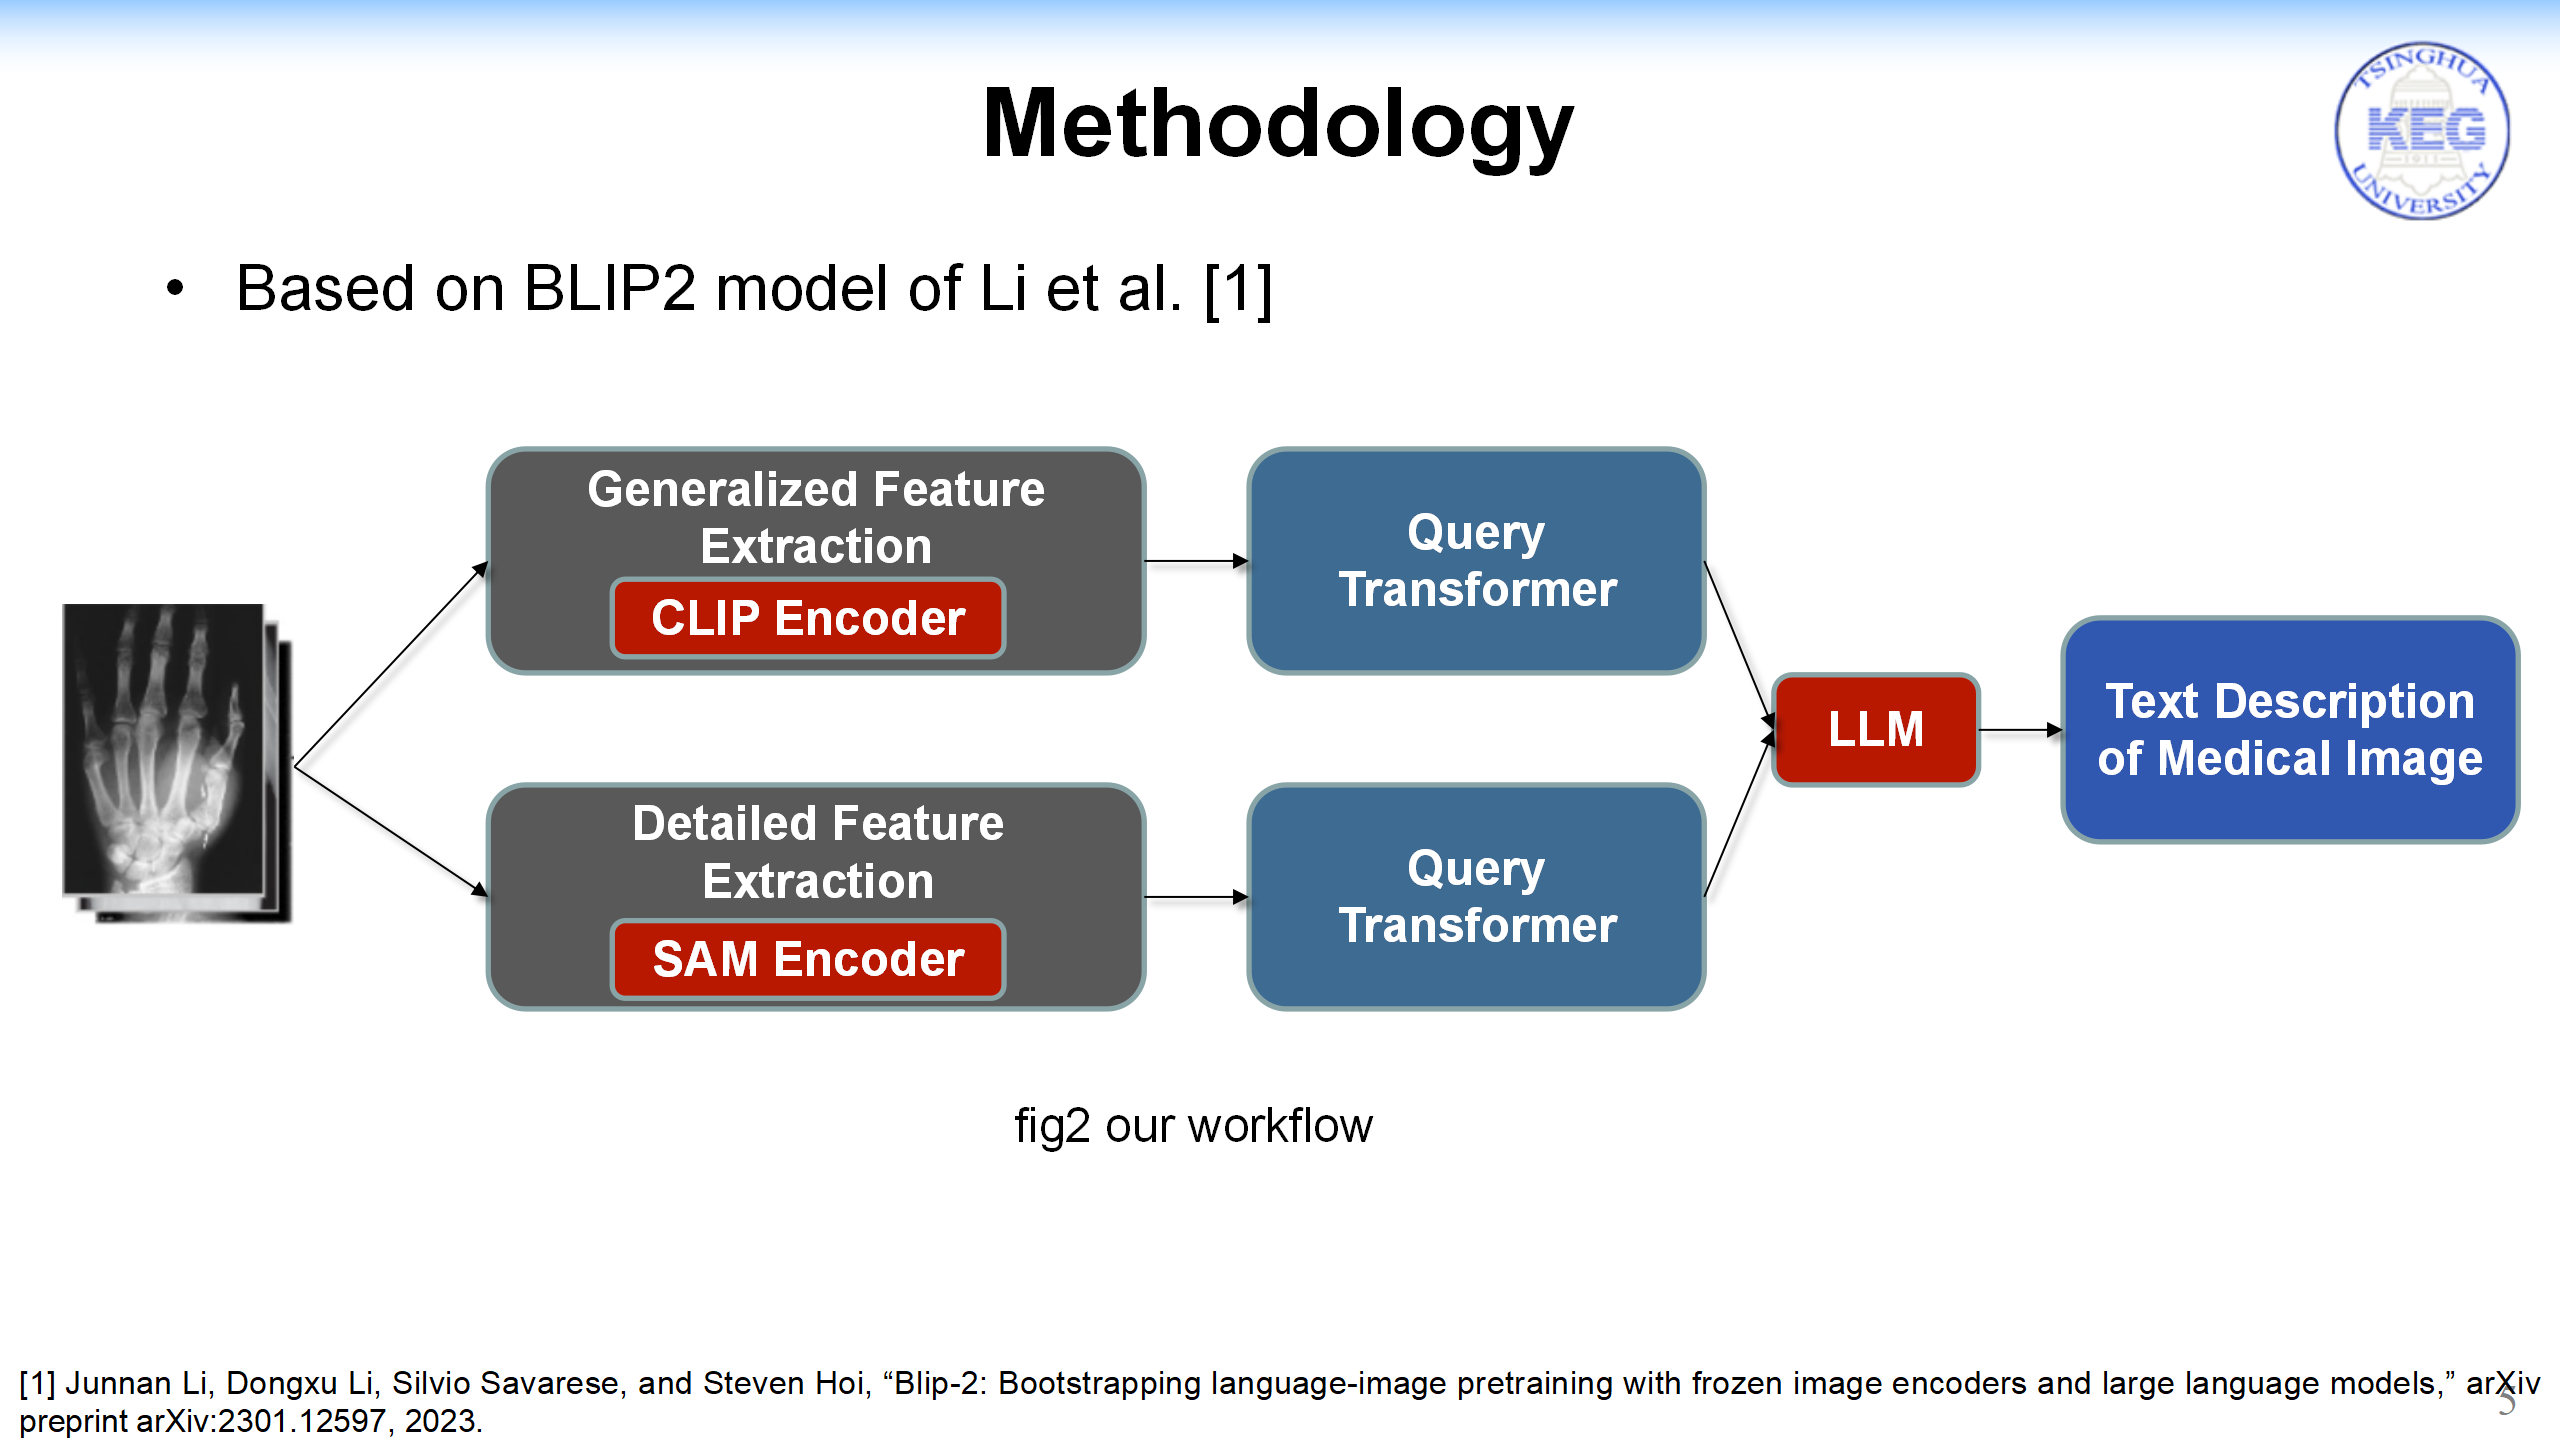 Methodology
TSINGHUA
KEG
1911
UNIVERSITY
• Based on BLIP2 model of Li et al. [1]
Generalized Feature
Extraction
CLIP Encoder
Query
Transformer
Detailed Feature
Extraction
SAM Encoder
Query
Transformer
LLM
Text Description
of Medical Image
fig2 our workflow
[1] Junnan Li, Dongxu Li, Silvio Savarese, and Steven Hoi, “Blip-2: Bootstrapping language-image pretraining with frozen image encoders and large language models,” arXiv
preprint arXiv:2301.12597, 2023.
5